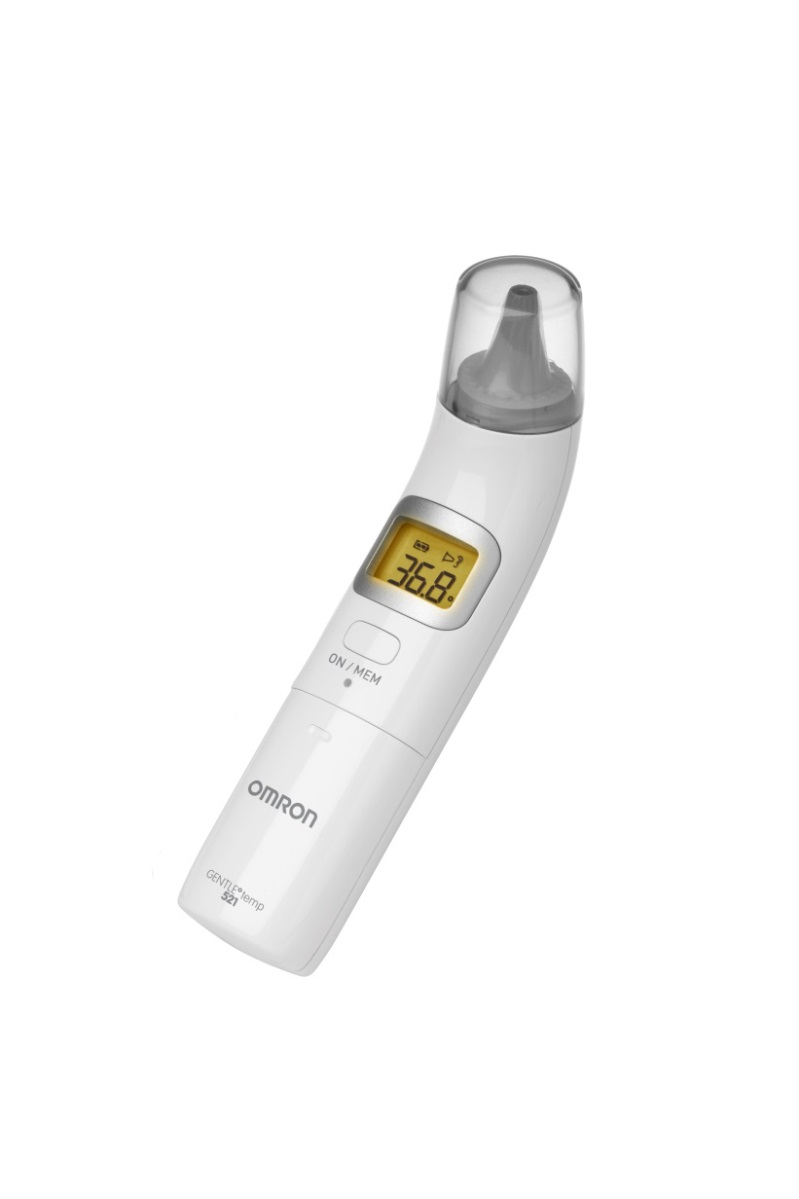 36.8°
ON / MEM
OMRON
GENTLE®temp
521